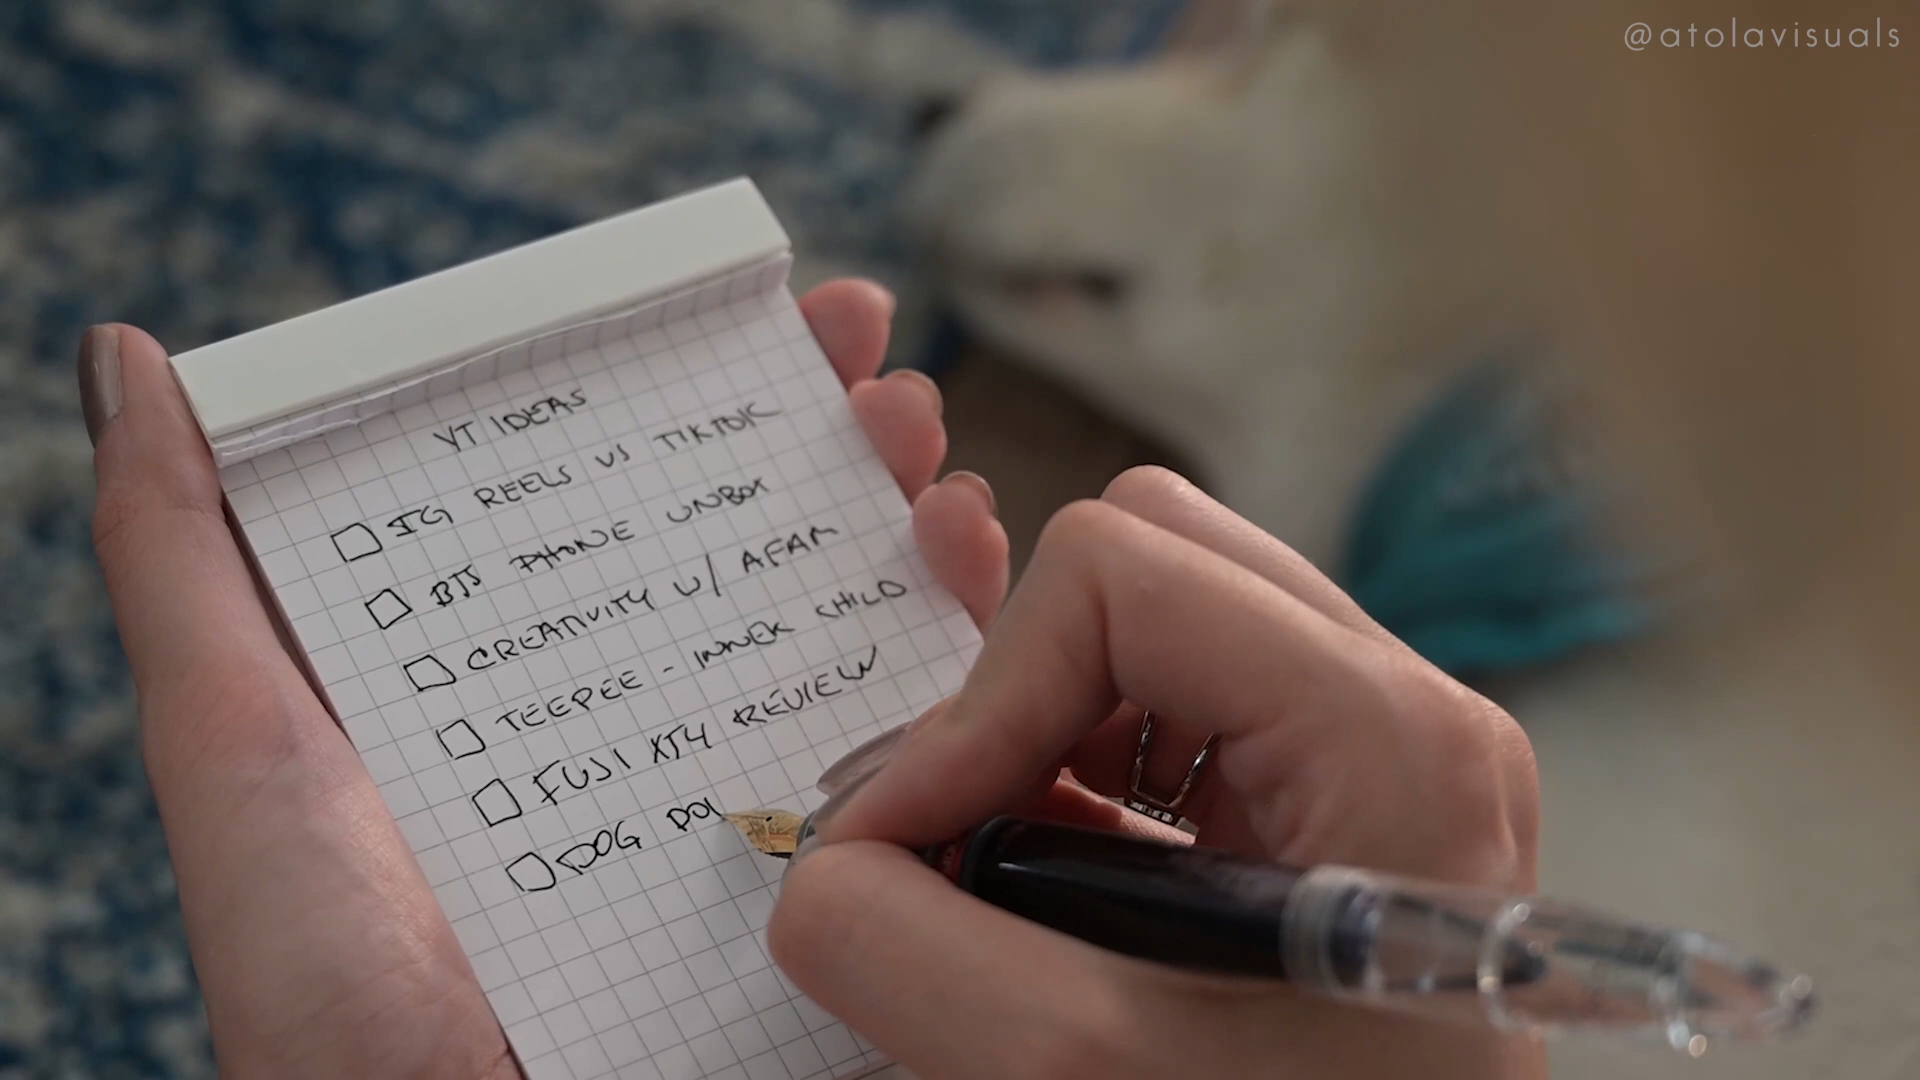 @atolavisuals
YT IDEAS
IG REELS VS TIKTOK
BTS PHONE UNBOX
CREATIVITY W/ AFAM
TEEPEE - INNER CHILD
FUJI XT4 REVIEW
DOG